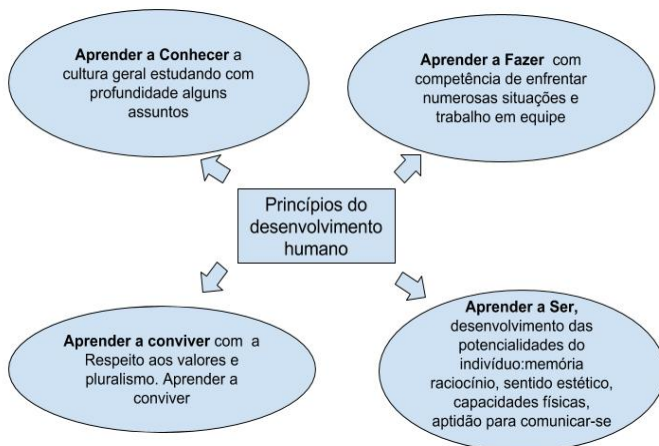 Aprender a Conhecer a
cultura geral estudando com
profundidade alguns
assuntos
Aprender a Fazer com
competência de enfrentar
numerosas situações e
trabalho em equipe
Princípios do
desenvolvimento
humano
Aprender a conviver com a
Respeito aos valores e
pluralismo. Aprender a
conviver
Aprender a Ser,
desenvolvimento das
potencialidades do
indivíduo:memória
raciocínio, sentido estético,
capacidades físicas,
aptidão para comunicar-se